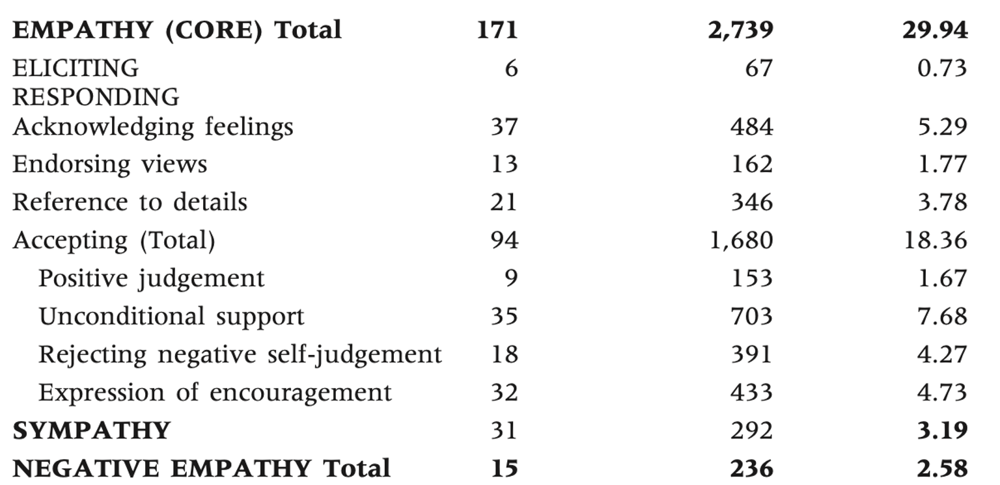 EMPATHY (CORE) Total 171 2,739 29.94
ELICITING 6 67 0.73
RESPONDING
Acknowledging feelings 37 484 5.29
Endorsing views 13 162 1.77
Reference to details 21 346 3.78
Accepting (Total) 94 1,680 18.36
Positive judgement 9 153 1.67
Unconditional support 35 703 7.68
Rejecting negative self-judgement 18 391 4.27
Expression of encouragement 32 433 4.73
SYMPATHY 31 292 3.19
NEGATIVE EMPATHY Total 15 236 2.58